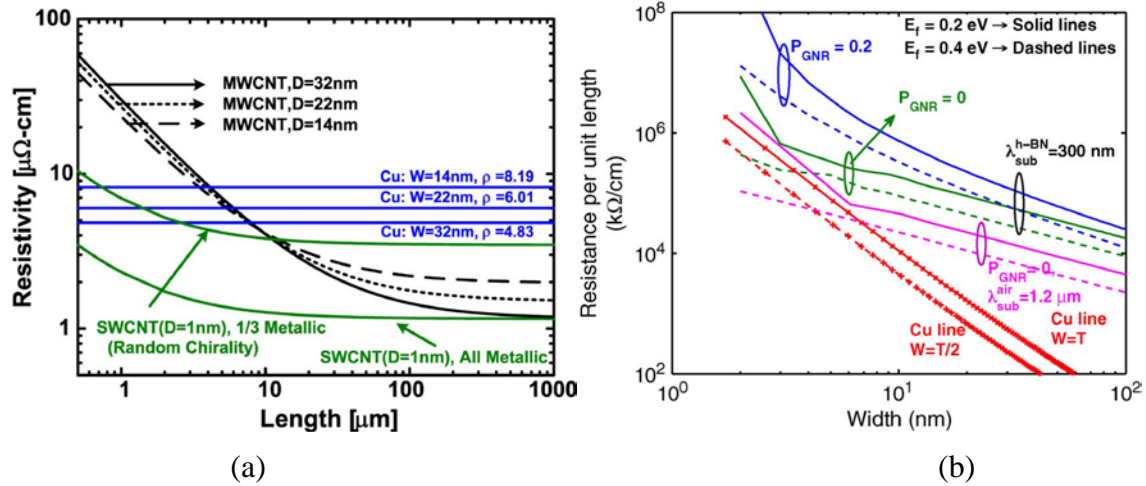 Resistivity [μΩ-cm]
100
10
1
MWCNT,D=32nm
MWCNT,D=22nm
MWCNT,D=14nm
Cu: W=14nm, ρ=8.19
Cu: W=22nm, ρ=6.01
Cu: W=32nm, ρ=4.83
SWCNT(D=1nm), 1/3 Metallic
(Random Chirality)
SWCNT(D=1nm), All Metallic
1 10 100 1000
Length [μm]
(a)
Resistance per unit length
(kΩ/cm)
10^8
10^6
10^4
10^2
E_f = 0.2 eV → Solid lines
E_f = 0.4 eV → Dashed lines
P_GNR = 0.2
P_GNR = 0
λ_sub^h−BN = 300 nm
P_GNR = 0,
λ_sub^air = 1.2 μm
Cu line
W=T
Cu line
W=T/2
10^0 10^1 10^2
Width (nm)
(b)